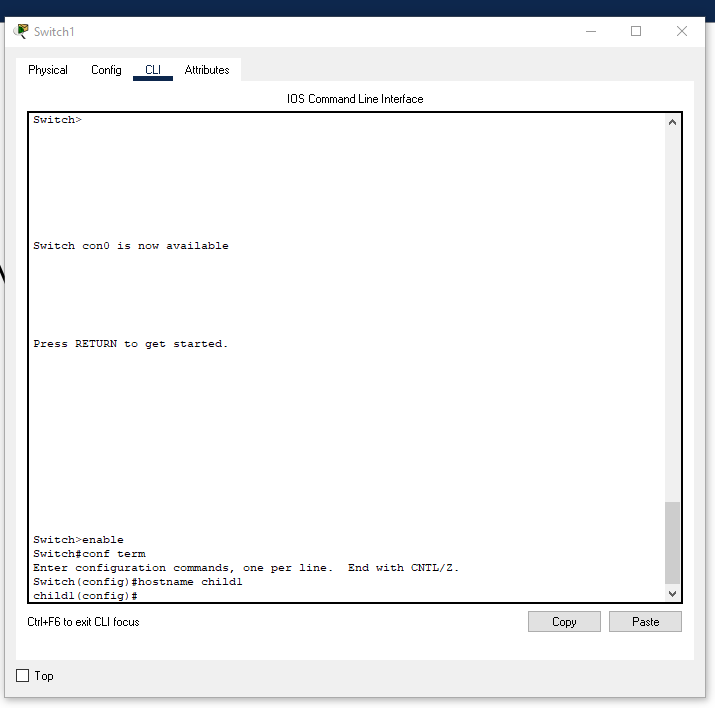 Switch1
Physical Config CLI Attributes
IOS Command Line Interface
Switch>
Switch con0 is now available
Press RETURN to get started.
Switch>enable
Switch#conf term
Enter configuration commands, one per line.  End with CNTL/Z.
Switch(config)#hostname child1
child1(config)#
Ctrl+F6 to exit CLI focus
Copy Paste
Top